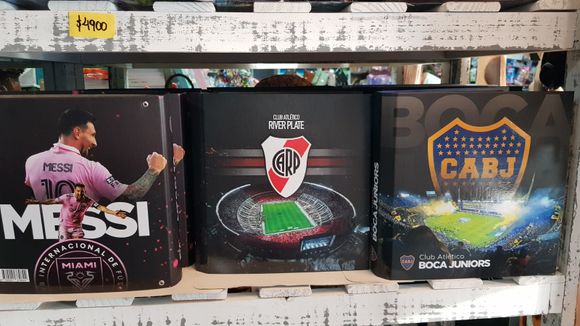 $4900
MESSI
10
MESSI
INTERNACIONAL DE F
MIAMI
CLUB ATLÉTICO
RIVER PLATE
CARP
BOCA JUNIORS
BOCA
CABJ
CABJ
Club Atlético
BOCA JUNIORS